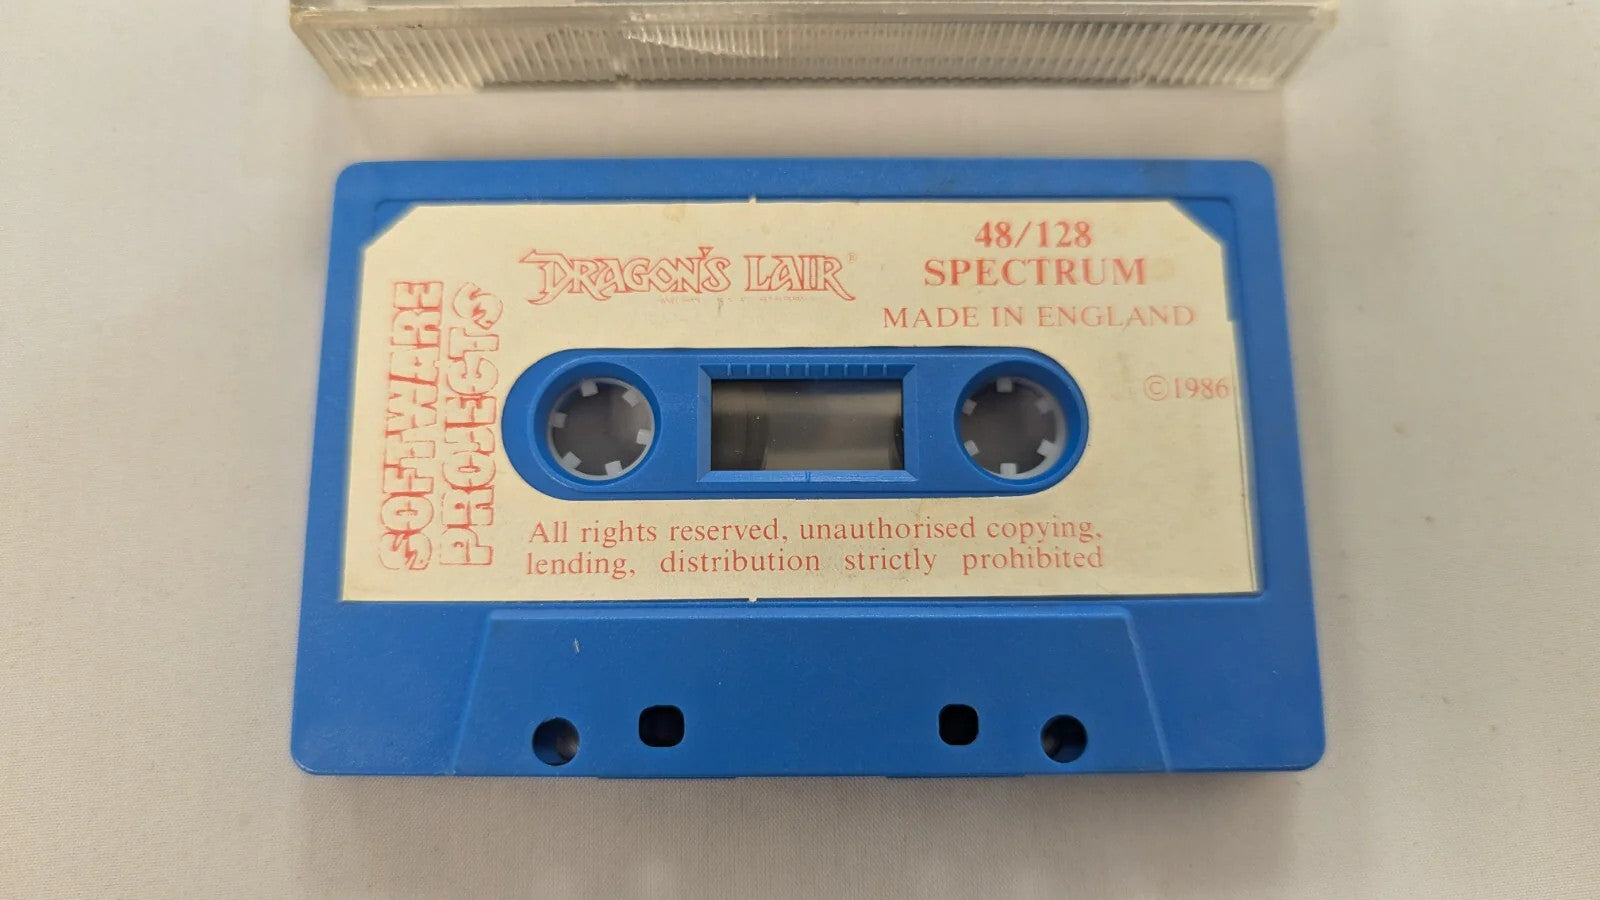 DRAGON'S LAIR®
48/128
SPECTRUM
MADE IN ENGLAND
SOFTWARE
PROJECTS
©1986
All rights reserved, unauthorised copying,
lending, distribution strictly prohibited